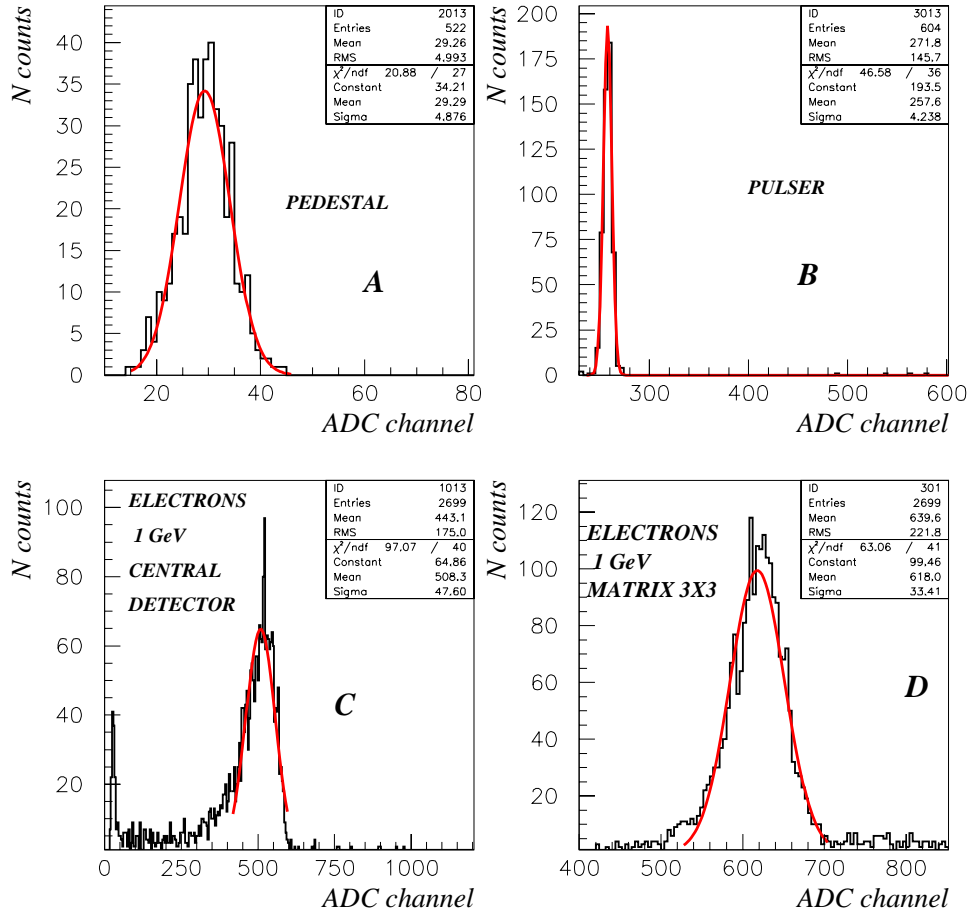 N counts
40
35
30
25
20
15
10
5
0
20 40 60 80
ADC channel
ID 2013
Entries 522
Mean 29.26
RMS 4.993
χ²/ndf 20.88 / 27
Constant 34.21
Mean 29.29
Sigma 4.876
PEDESTAL
A
N counts
200
175
150
125
100
75
50
25
0
300 400 500 600
ADC channel
ID 3013
Entries 604
Mean 271.8
RMS 145.7
χ²/ndf 46.58 / 36
Constant 193.5
Mean 257.6
Sigma 4.238
PULSER
B
N counts
100
80
60
40
20
0 250 500 750 1000
ADC channel
ELECTRONS
1 GeV
CENTRAL
DETECTOR
ID 1013
Entries 2699
Mean 443.1
RMS 175.0
χ²/ndf 97.07 / 40
Constant 64.86
Mean 508.3
Sigma 47.60
C
N counts
120
100
80
60
40
20
400 500 600 700 800
ADC channel
ELECTRONS
1 GeV
MATRIX 3X3
ID 301
Entries 2699
Mean 639.6
RMS 221.8
χ²/ndf 63.06 / 41
Constant 99.46
Mean 618.0
Sigma 33.41
D